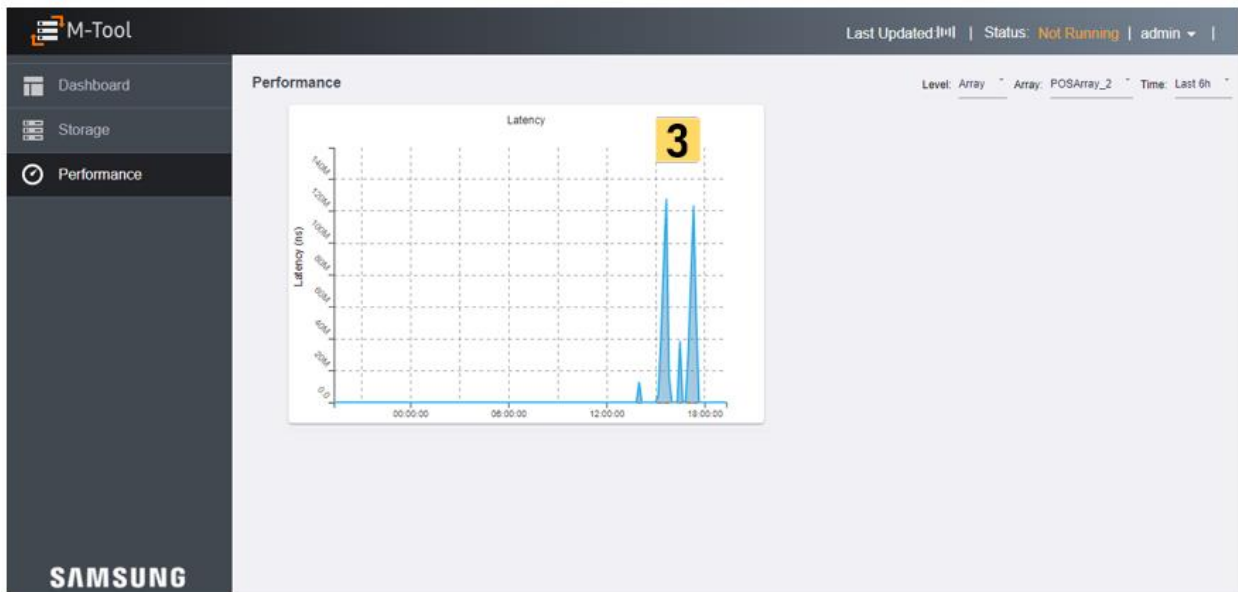 M-Tool
Last Updated: | Status: Not Running | admin |
Dashboard
Storage
Performance
Performance
Level: Array Array: POSArray_2 Time: Last 6h
Latency
3
Latency (ns)
140M
120M
100M
80M
60M
40M
20M
0.0
00:00:00 06:00:00 12:00:00 18:00:00
SAMSUNG